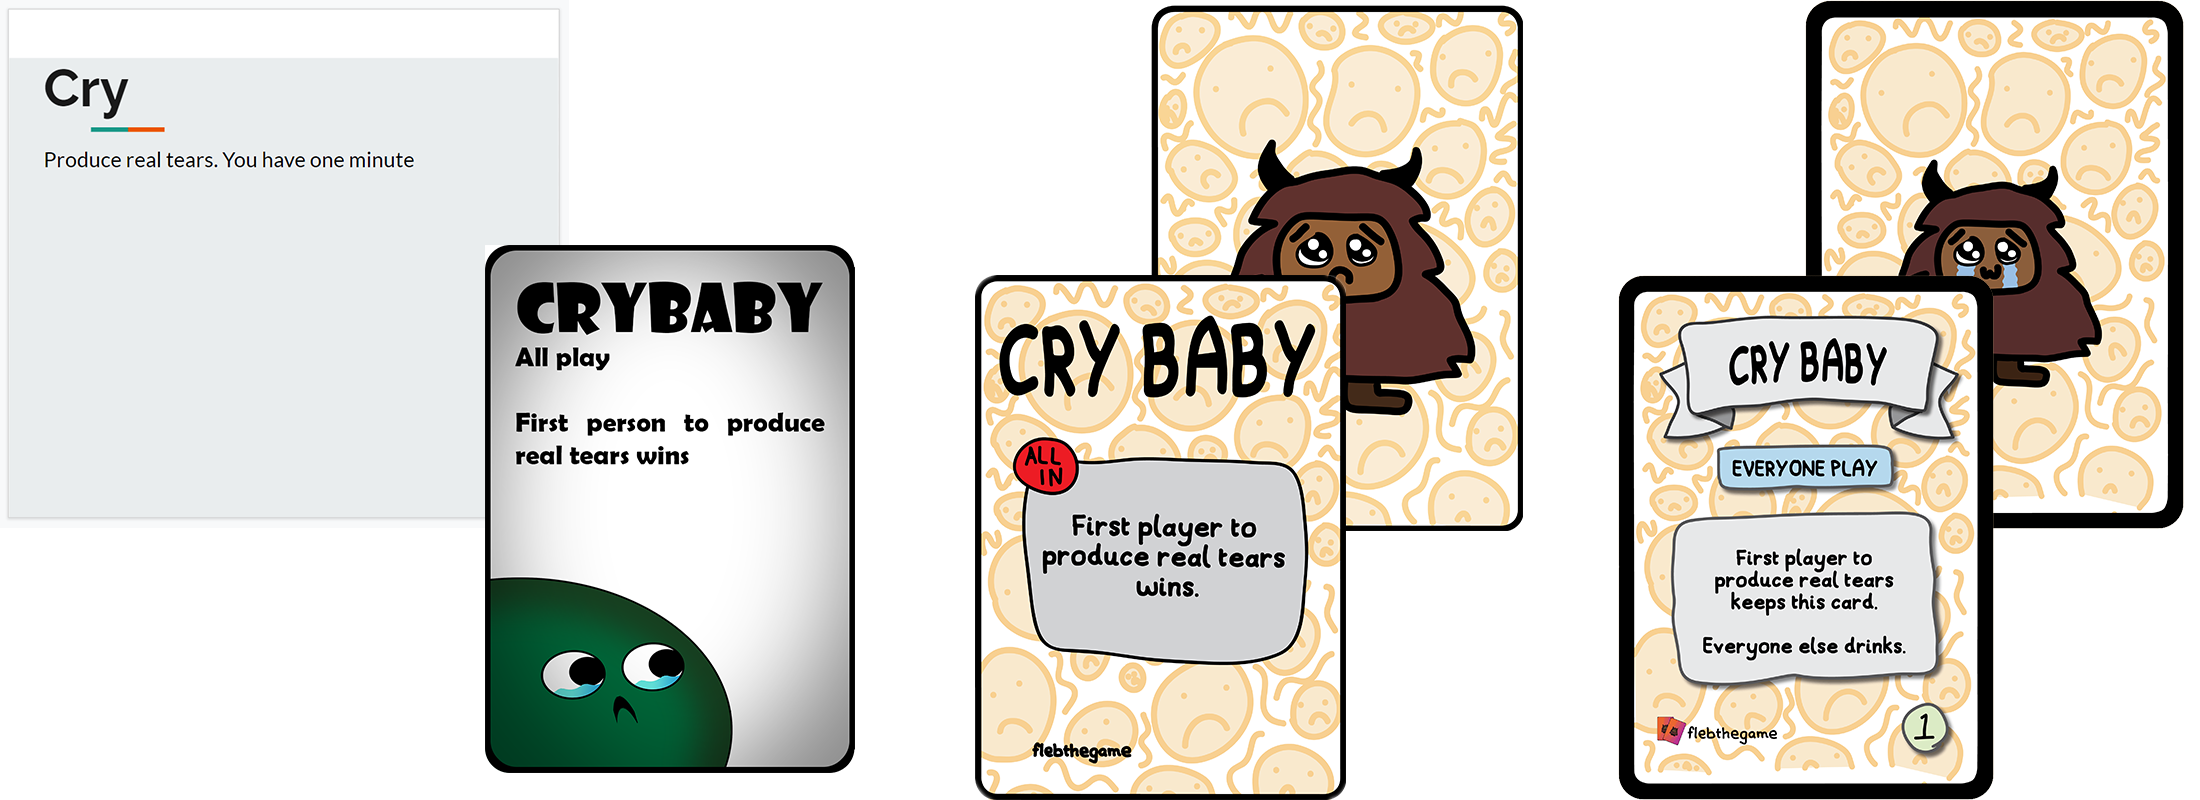 Cry
Produce real tears. You have one minute
CRYBABY
All play
First person to produce
real tears wins
CRY BABY
ALL
IN
First player to
produce real tears
wins.
flebthegame
CRY BABY
EVERYONE PLAY
First player to
produce real tears
keeps this card.
Everyone else drinks.
flebthegame
1